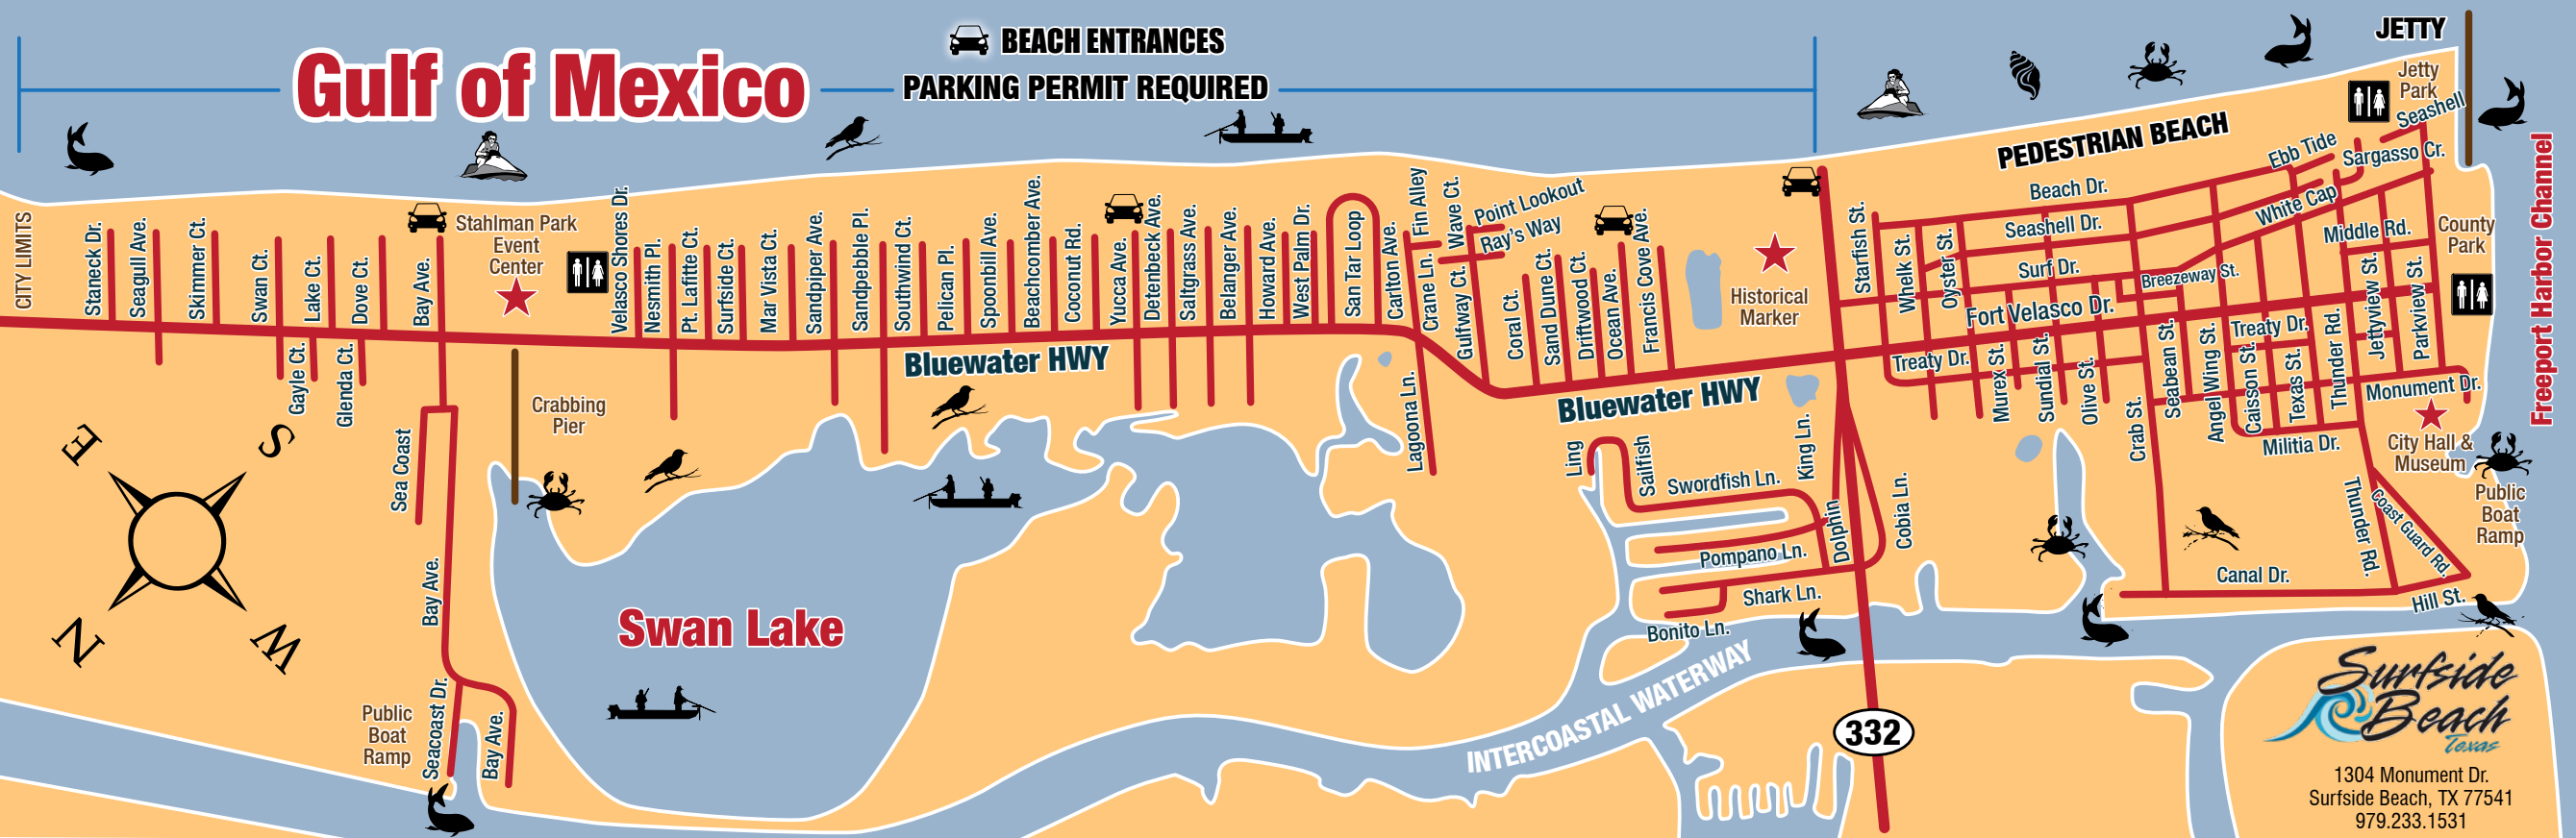 BEACH ENTRANCES
Gulf of Mexico
PARKING PERMIT REQUIRED
JETTY
Jetty
Park
Seashell
PEDESTRIAN BEACH
Ebb Tide
Sargasso Cr.
Beach Dr.
White Cap
Seashell Dr.
Middle Rd.
Surf Dr.
Breezeway St.
County
Park
Freeport Harbor Channel
CITY LIMITS
Staneck Dr.
Seagull Ave.
Skimmer Ct.
Swan Ct.
Lake Ct.
Dove Ct.
Bay Ave.
Stahlman Park
Event
Center
Velasco Shores Dr.
Nesmith Pl.
Pt. Lafitte Ct.
Surfside Ct.
Mar Vista Ct.
Sandpiper Ave.
Sandpebble Pl.
Southwind Ct.
Pelican Pl.
Spoonbill Ave.
Beachcomber Ave.
Coconut Rd.
Yucca Ave.
Detenbeck Ave.
Saltgrass Ave.
Belanger Ave.
Howard Ave.
West Palm Dr.
San Tar Loop
Carlton Ave.
Fin Alley
Crane Ln.
Wave Ct.
Gulfway Ct.
Point Lookout
Ray's Way
Coral Ct.
Sand Dune Ct.
Driftwood Ct.
Ocean Ave.
Francis Cove Ave.
Historical
Marker
Starfish St.
Whelk St.
Oyster St.
Fort Velasco Dr.
Treaty Dr.
Treaty Dr.
Murex St.
Sundial St.
Olive St.
Crab St.
Seabean St.
Angel Wing St.
Caisson St.
Texas St.
Thunder Rd.
Jettyview St.
Parkview St.
Monument Dr.
Militia Dr.
City Hall &
Museum
Public
Boat
Ramp
Gayle Ct.
Glenda Ct.
Bluewater HWY
Bluewater HWY
Crabbing
Pier
Lagoona Ln.
Ling
Sailfish
Swordfish Ln.
King Ln.
Dolphin
Cobia Ln.
Pompano Ln.
Shark Ln.
Bonito Ln.
Thunder Rd.
Coast Guard Rd.
Canal Dr.
Hill St.
E
S
N
W
Sea Coast
Bay Ave.
Swan Lake
Public
Boat
Ramp
Seacoast Dr.
Bay Ave.
INTERCOASTAL WATERWAY
332
Surfside
Beach
Texas
1304 Monument Dr.
Surfside Beach, TX 77541
979.233.1531